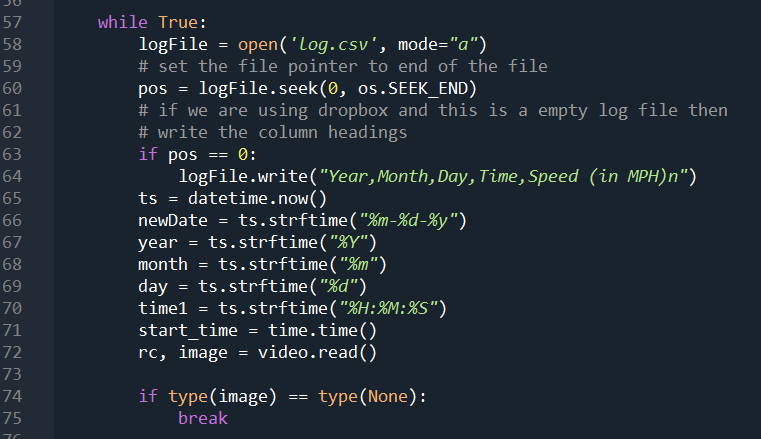 57 while True:
58 logFile = open('log.csv', mode="a")
59 # set the file pointer to end of the file
60 pos = logFile.seek(0, os.SEEK_END)
61 # if we are using dropbox and this is a empty log file then
62 # write the column headings
63 if pos == 0:
64 logFile.write("Year,Month,Day,Time,Speed (in MPH)n")
65 ts = datetime.now()
66 newDate = ts.strftime("%m-%d-%y")
67 year = ts.strftime("%Y")
68 month = ts.strftime("%m")
69 day = ts.strftime("%d")
70 time1 = ts.strftime("%H:%M:%S")
71 start_time = time.time()
72 rc, image = video.read()
73
74 if type(image) == type(None):
75 break